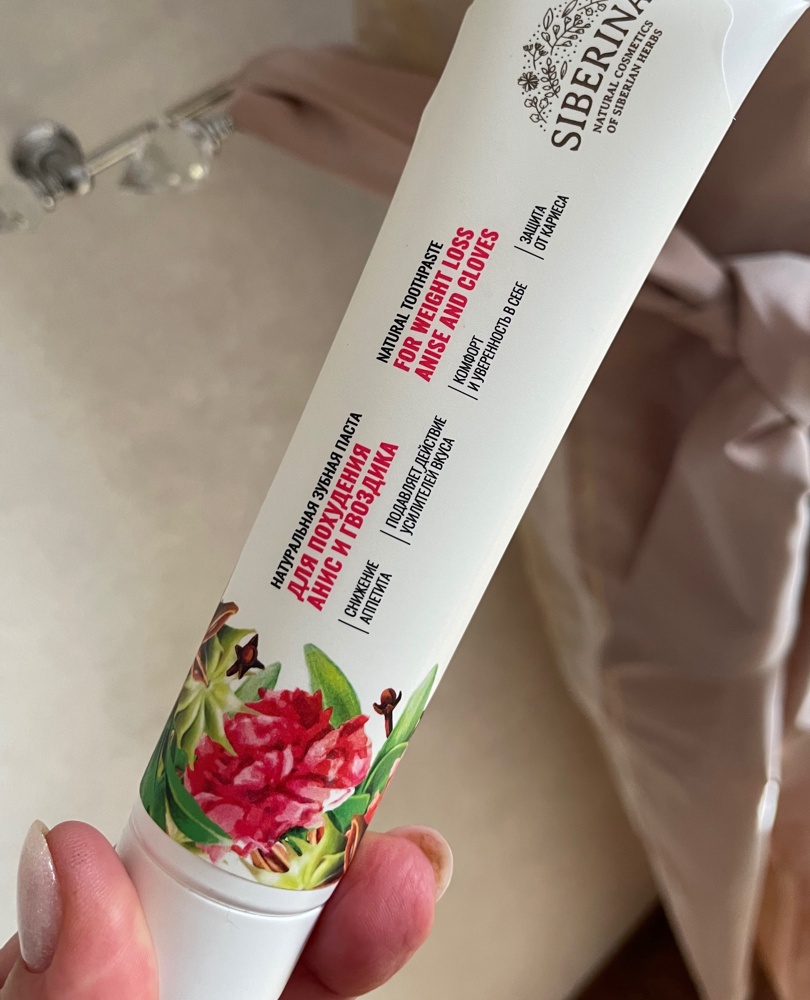 SIBERINA
NATURAL COSMETICS
OF SIBERIAN HERBS
НАТУРАЛЬНАЯ ЗУБНАЯ ПАСТА
ДЛЯ ПОХУДЕНИЯ
АНИС И ГВОЗДИКА
NATURAL TOOTHPASTE
FOR WEIGHT LOSS
ANISE AND CLOVES
СНИЖЕНИЕ
АППЕТИТА
ПОДАВЛЯЕТ ДЕЙСТВИЕ
УСИЛИТЕЛЕЙ ВКУСА
КОМФОРТ
И УВЕРЕННОСТЬ В СЕБЕ
ЗАЩИТА
ОТ КАРИЕСА